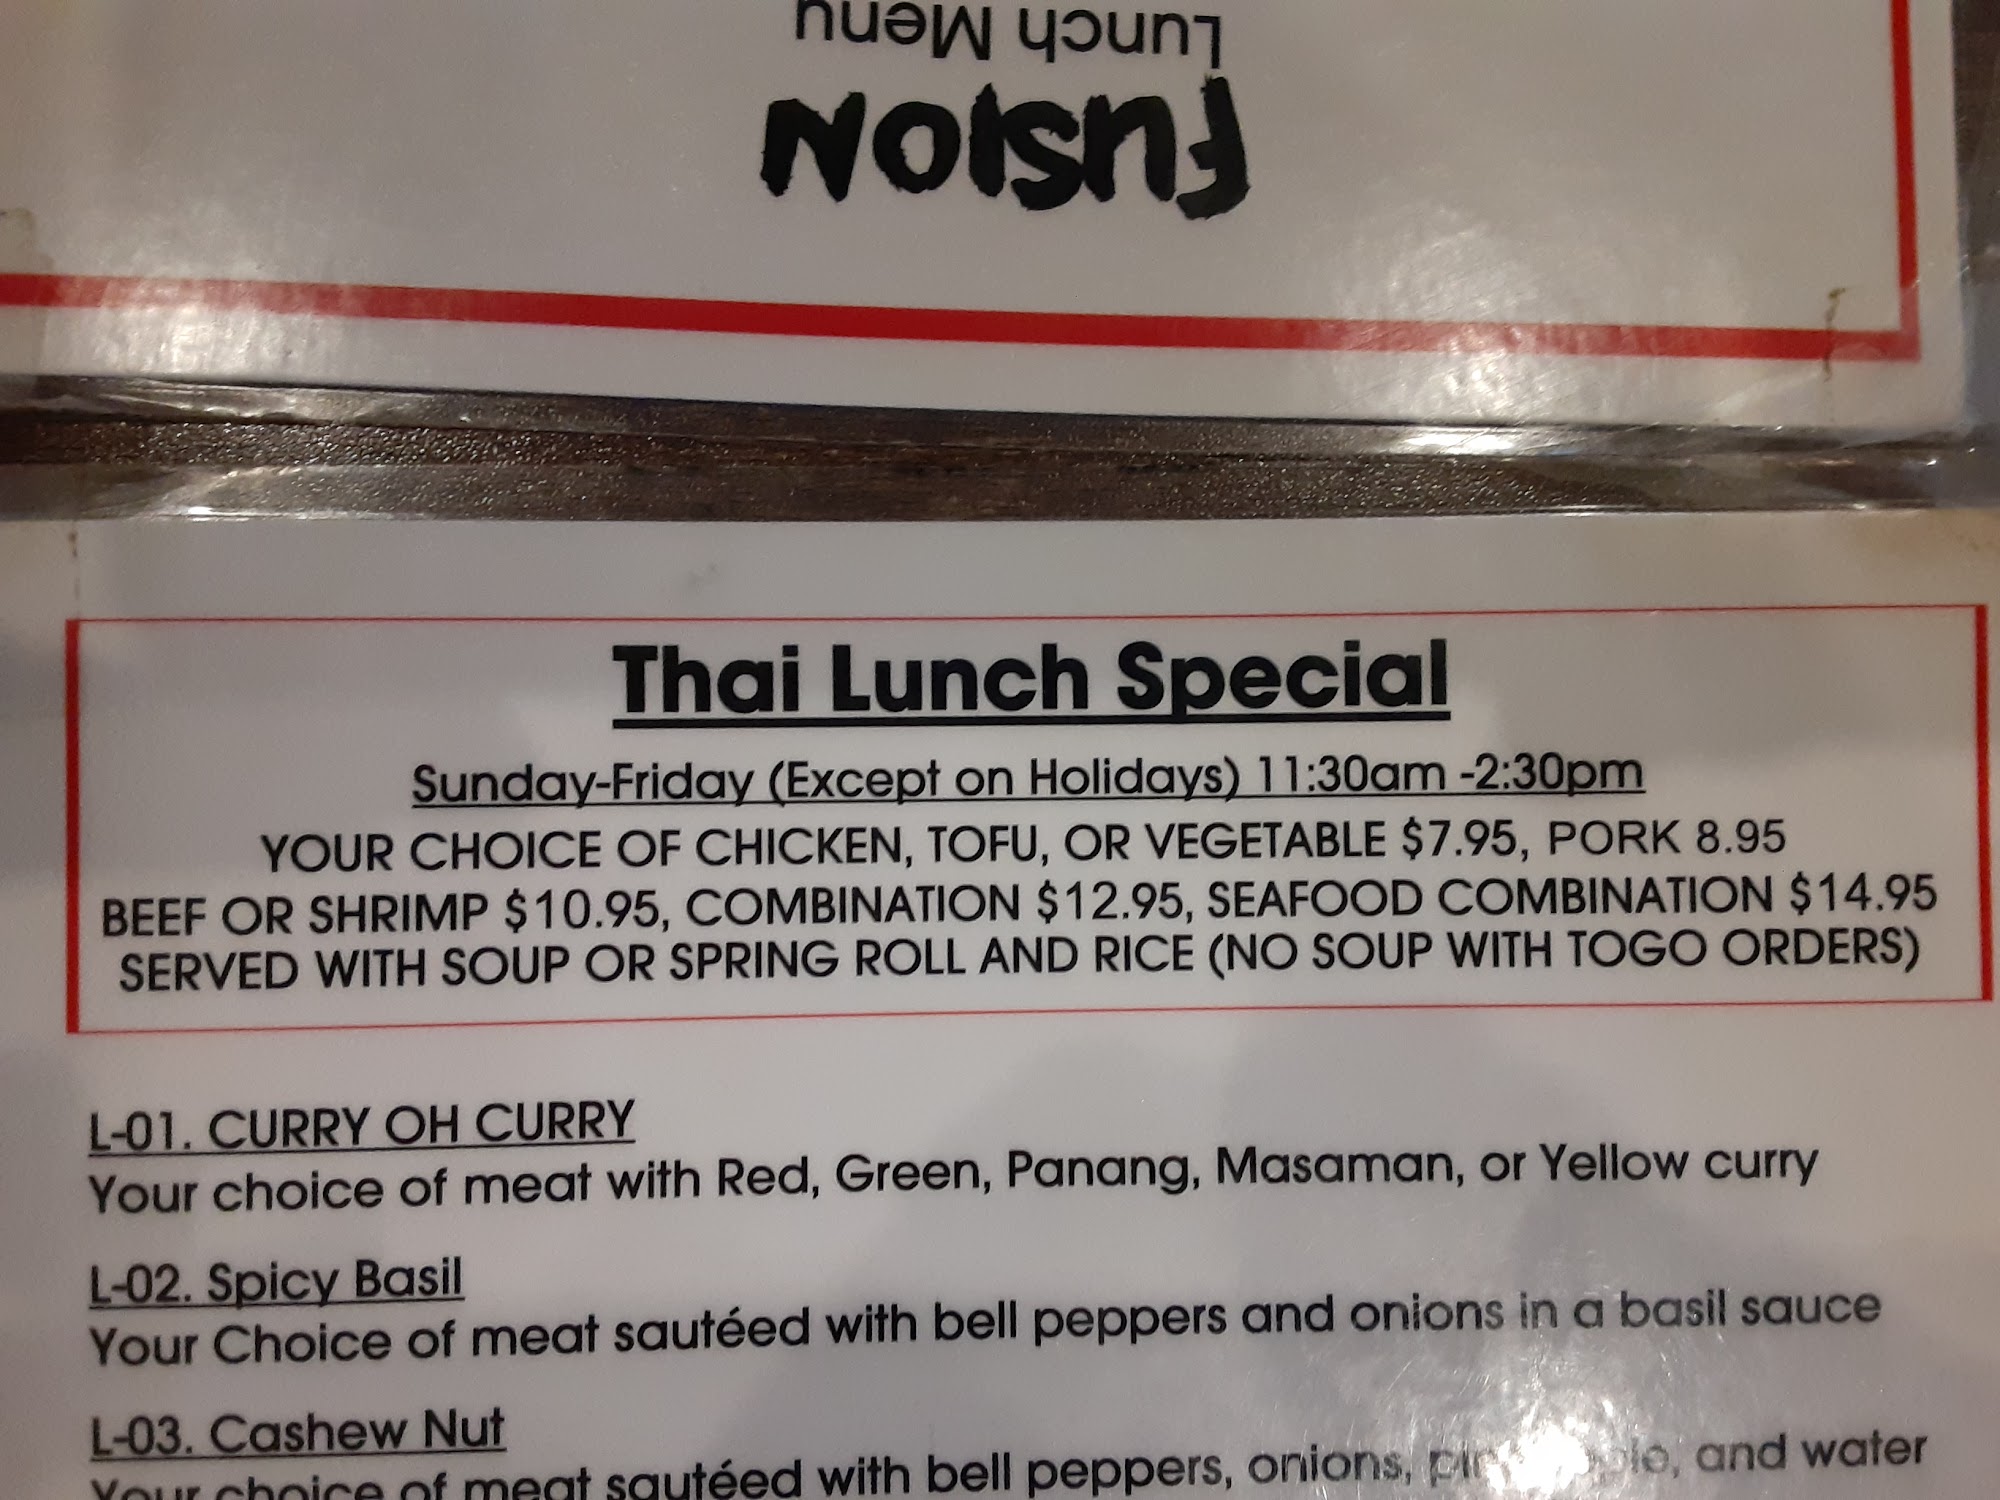 FUSION
Lunch Menu
Thai Lunch Special
Sunday-Friday (Except on Holidays) 11:30am -2:30pm
YOUR CHOICE OF CHICKEN, TOFU, OR VEGETABLE $7.95, PORK 8.95
BEEF OR SHRIMP $10.95, COMBINATION $12.95, SEAFOOD COMBINATION $14.95
SERVED WITH SOUP OR SPRING ROLL AND RICE (NO SOUP WITH TOGO ORDERS)
L-01. CURRY OH CURRY
Your choice of meat with Red, Green, Panang, Masaman, or Yellow curry
L-02. Spicy Basil
Your Choice of meat sautéed with bell peppers and onions in a basil sauce
L-03. Cashew Nut
Your choice of meat sautéed with bell peppers, onions, and water